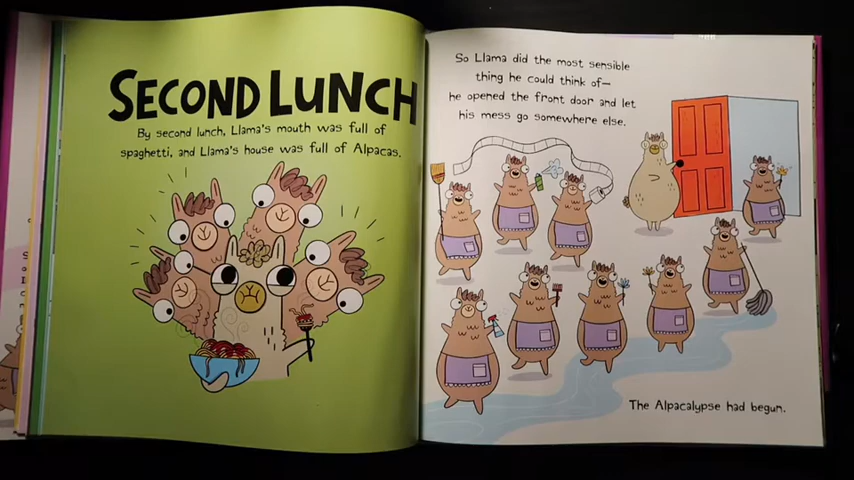 SECOND LUNCH
By second lunch, Llama's mouth was full of
spaghetti, and Llama's house was full of Alpacas.
So Llama did the most sensible
thing he could think of—
he opened the front door and let
his mess go somewhere else.
The Alpacalypse had begun.